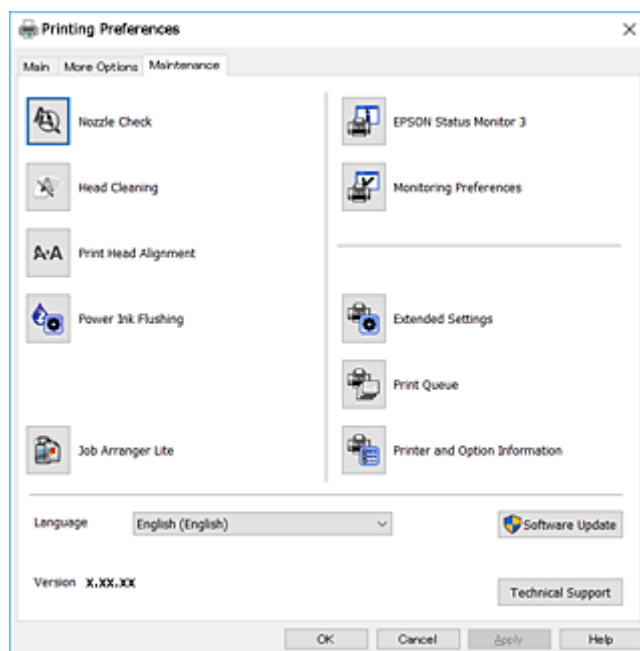 Printing Preferences
Main More Options Maintenance
Nozzle Check
Head Cleaning
A·A Print Head Alignment
Power Ink Flushing
Job Arranger Lite
EPSON Status Monitor 3
Monitoring Preferences
Extended Settings
Print Queue
Printer and Option Information
Language English (English) Software Update
Version X.XX.XX Technical Support
OK Cancel Apply Help